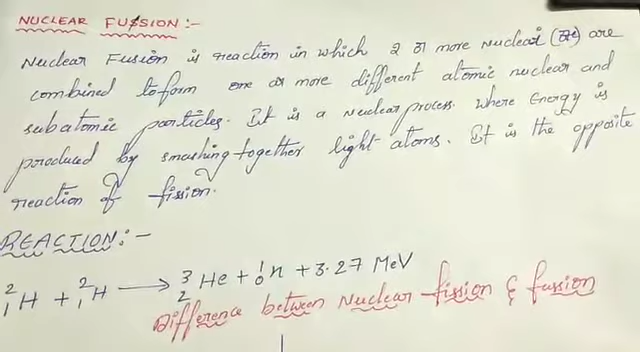 NUCLEAR FUSSION :-
Nuclear Fusion is reaction in which 2 or more Nuclei are
combined to form one or more different atomic nuclear and
subatomic particles. It is a nuclear process. Where Energy is
produced by smashing together light atoms. It is the opposite
reaction of fission.
REACTION :-
²₁H + ²₁H → ³₂He + ¹₀n + 3.27 MeV
Difference between Nuclear fission & fussion